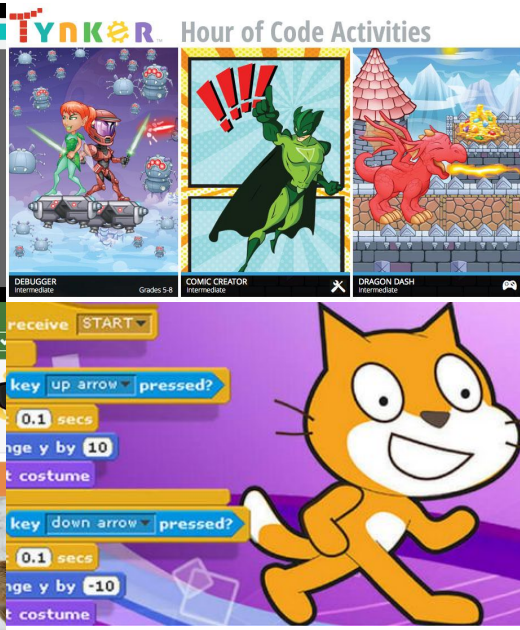 TYNKER™ Hour of Code Activities
!!!!
DEBUGGER
Intermediate Grades 5-8
COMIC CREATOR
Intermediate
DRAGON DASH
Intermediate
receive START
key up arrow pressed?
0.1 secs
nge y by 10
t costume
key down arrow pressed?
0.1 secs
nge y by -10
t costume